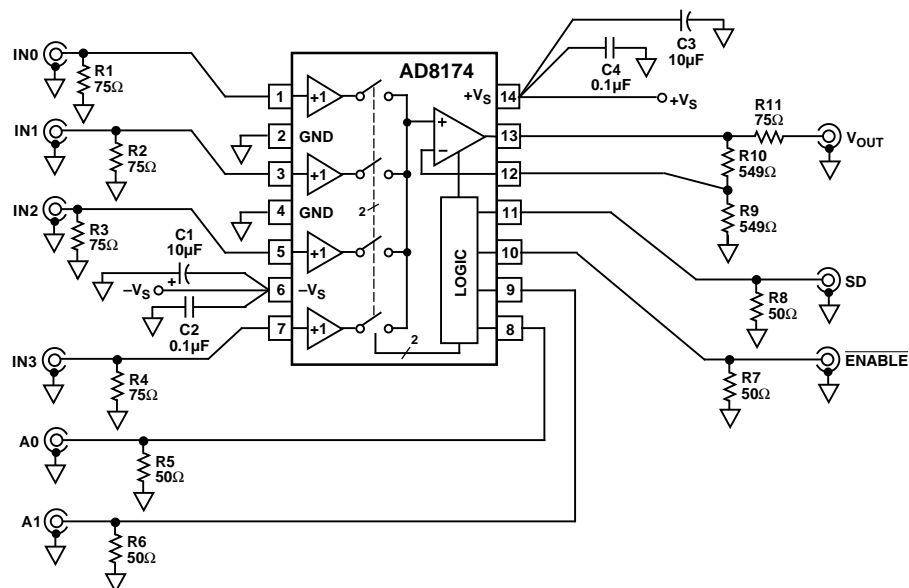 IN0
R1
75Ω
IN1
R2
75Ω
IN2
R3
75Ω
C1
10µF
+
–VS
C2
0.1µF
IN3
R4
75Ω
A0
R5
50Ω
A1
R6
50Ω
AD8174
1
+1
2
GND
3
+1
2
4
GND
5
+1
6
–VS
7
+1
2
+
–
LOGIC
+VS
14
13
12
11
10
9
8
C3
10µF
C4
0.1µF
+VS
R11
75Ω
VOUT
R10
549Ω
R9
549Ω
SD
R8
50Ω
ENABLE
R7
50Ω